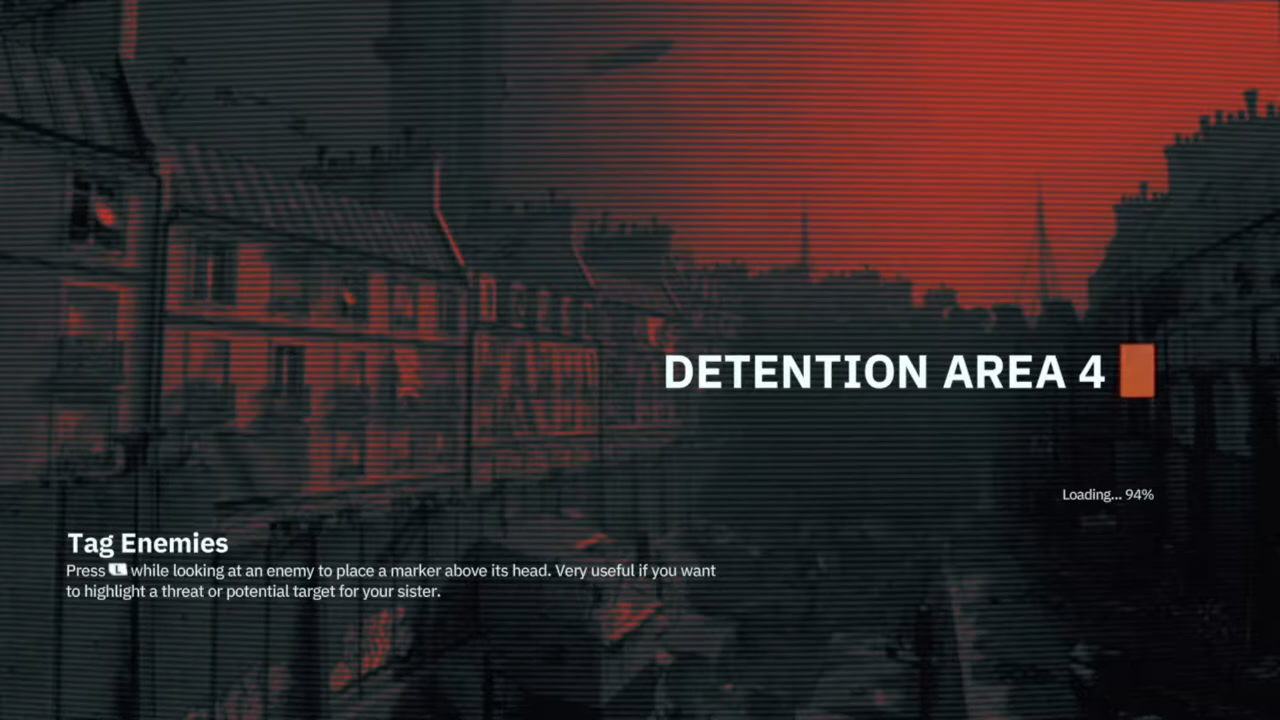 DETENTION AREA 4
Loading... 94%
Tag Enemies
Press L while looking at an enemy to place a marker above its head. Very useful if you want
to highlight a threat or potential target for your sister.